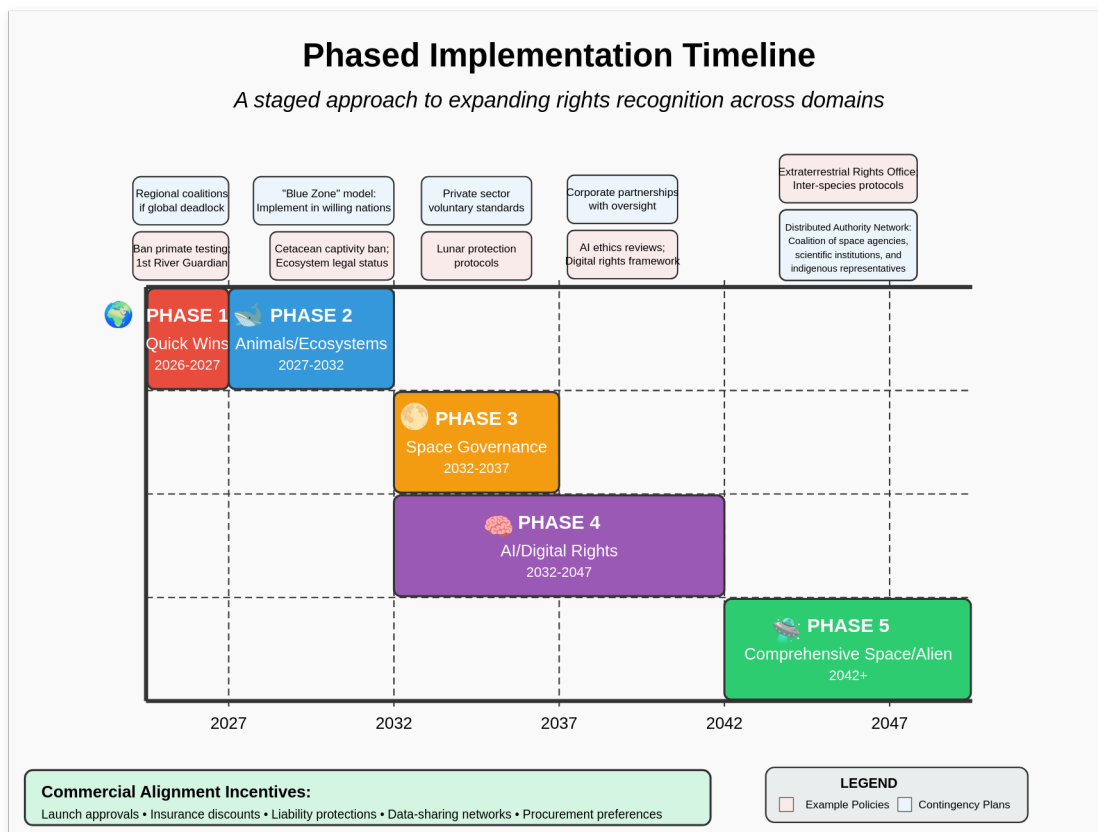 Phased Implementation Timeline
A staged approach to expanding rights recognition across domains
Regional coalitions
if global deadlock
"Blue Zone" model:
Implement in willing nations
Private sector
voluntary standards
Corporate partnerships
with oversight
Extraterrestrial Rights Office;
Inter-species protocols
Ban primate testing;
1st River Guardian
Cetacean captivity ban;
Ecosystem legal status
Lunar protection
protocols
AI ethics reviews;
Digital rights framework
Distributed Authority Network:
Coalition of space agencies,
scientific institutions, and
indigenous representatives
PHASE 1
Quick Wins
2026-2027
PHASE 2
Animals/Ecosystems
2027-2032
PHASE 3
Space Governance
2032-2037
PHASE 4
AI/Digital Rights
2032-2047
PHASE 5
Comprehensive Space/Alien
2042+
2027
2032
2037
2042
2047
Commercial Alignment Incentives:
Launch approvals • Insurance discounts • Liability protections • Data-sharing networks • Procurement preferences
LEGEND
Example Policies
Contingency Plans